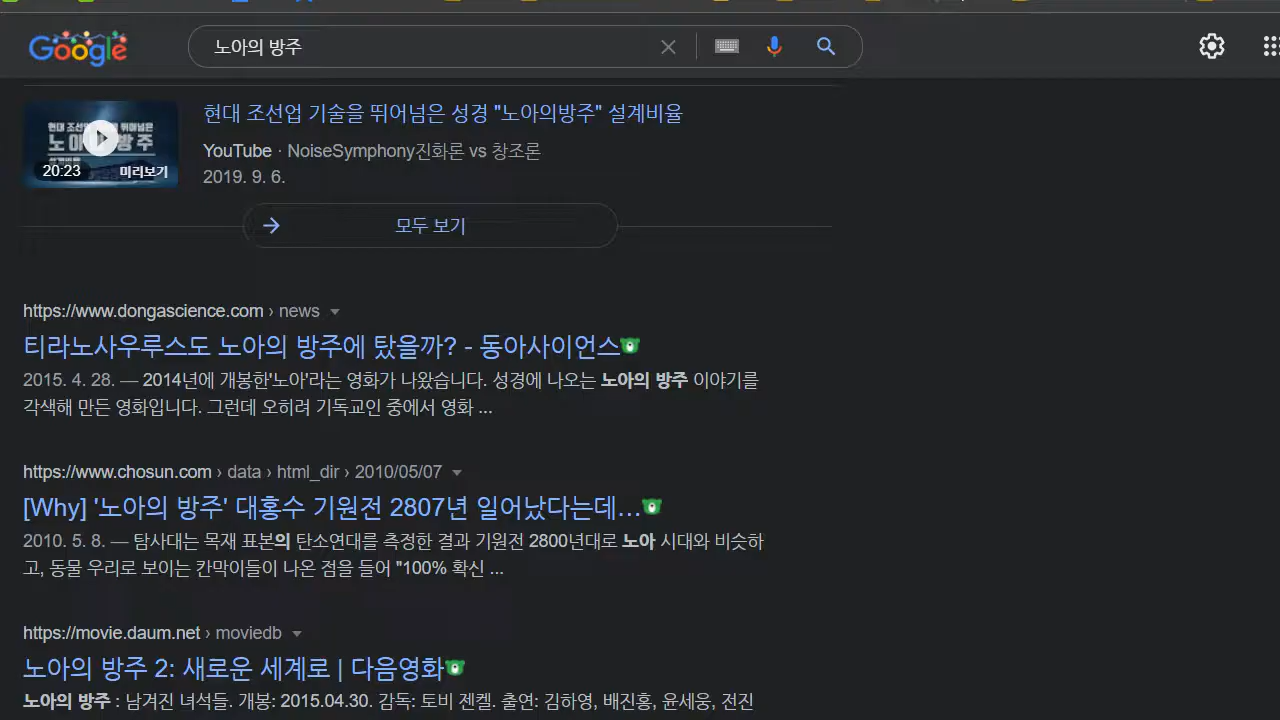 Google
노아의 방주
현대 조선업 기술을 뛰어넘은 성경 "노아의방주" 설계비율
20:23
미리보기
YouTube · NoiseSymphony진화론 vs 창조론
2019. 9. 6.
모두 보기
https://www.dongascience.com › news
티라노사우루스도 노아의 방주에 탔을까? - 동아사이언스
2015. 4. 28. — 2014년에 개봉한'노아'라는 영화가 나왔습니다. 성경에 나오는 노아의 방주 이야기를
각색해 만든 영화입니다. 그런데 오히려 기독교인 중에서 영화 ...
https://www.chosun.com › data › html_dir › 2010/05/07
[Why] '노아의 방주' 대홍수 기원전 2807년 일어났다는데…
2010. 5. 8. — 탐사대는 목재 표본의 탄소연대를 측정한 결과 기원전 2800년대로 노아 시대와 비슷하
고, 동물 우리로 보이는 칸막이들이 나온 점을 들어 "100% 확신 ...
https://movie.daum.net › moviedb
노아의 방주 2: 새로운 세계로 | 다음영화
노아의 방주 : 남겨진 녀석들. 개봉: 2015.04.30. 감독: 토비 젠켈. 출연: 김하영, 배진홍, 윤세웅, 전진